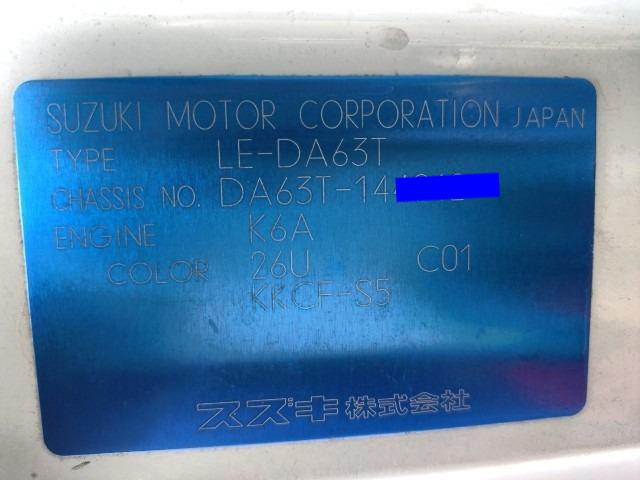 SUZUKI MOTOR CORPORATION JAPAN
TYPE LE-DA63T
CHASSIS NO. DA63T-14
ENGINE K6A
COLOR 26U C01
KKCF-S5
スズキ株式会社